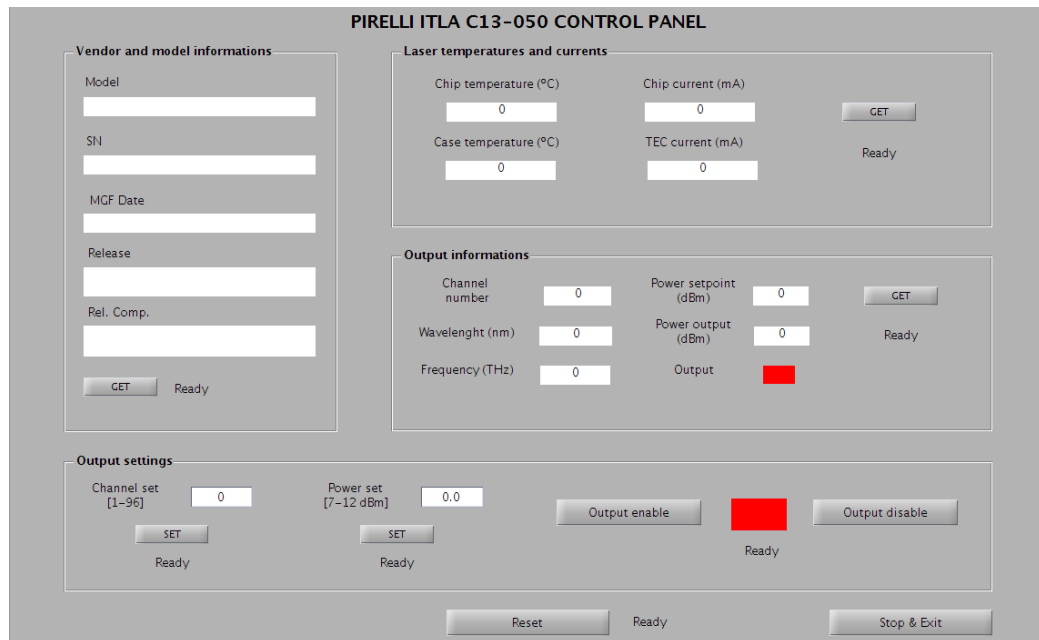 PIRELLI ITLA C13-050 CONTROL PANEL
Vendor and model informations
Model
SN
MGF Date
Release
Rel. Comp.
GET Ready
Laser temperatures and currents
Chip temperature (ºC) Chip current (mA)
0 0 GET
Case temperature (ºC) TEC current (mA)
0 0 Ready
Output informations
Channel
number
0
Power setpoint
(dBm)
0 GET
Wavelenght (nm) 0
Power output
(dBm)
0 Ready
Frequency (THz) 0 Output
Output settings
Channel set
[1-96]
0
SET
Ready
Power set
[7-12 dBm]
0.0
SET
Ready
Output enable Output disable
Ready
Reset Ready Stop & Exit